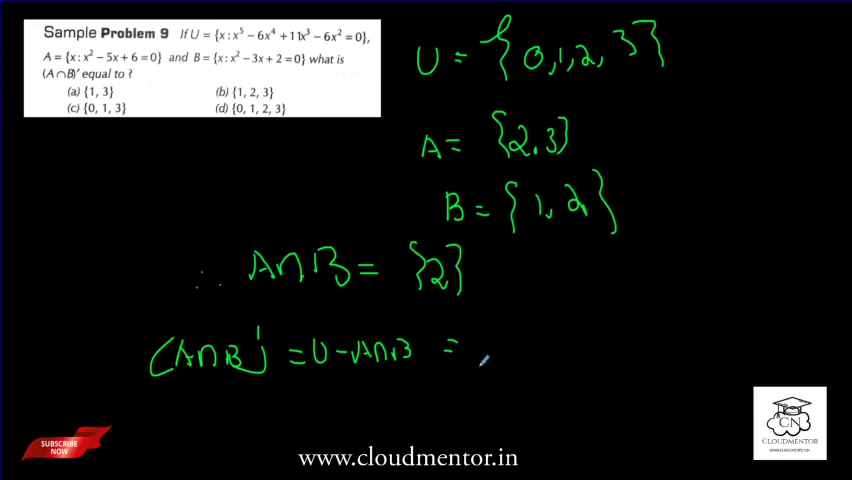 Sample Problem 9 If U = {x : x⁵ − 6x⁴ + 11x³ − 6x² = 0},
A = {x : x² − 5x + 6 = 0} and B = {x : x² − 3x + 2 = 0} what is
(A ∩ B)' equal to ?
(a) {1, 3} (b) {1, 2, 3}
(c) {0, 1, 3} (d) {0, 1, 2, 3}
U = {0, 1, 2, 3}
A = {2, 3}
B = {1, 2}
∴ A∩B = {2}
(A∩B)' = U − A∩B =
SUBSCRIBE
NOW
CN
CLOUDMENTOR
www.cloudmentor.in